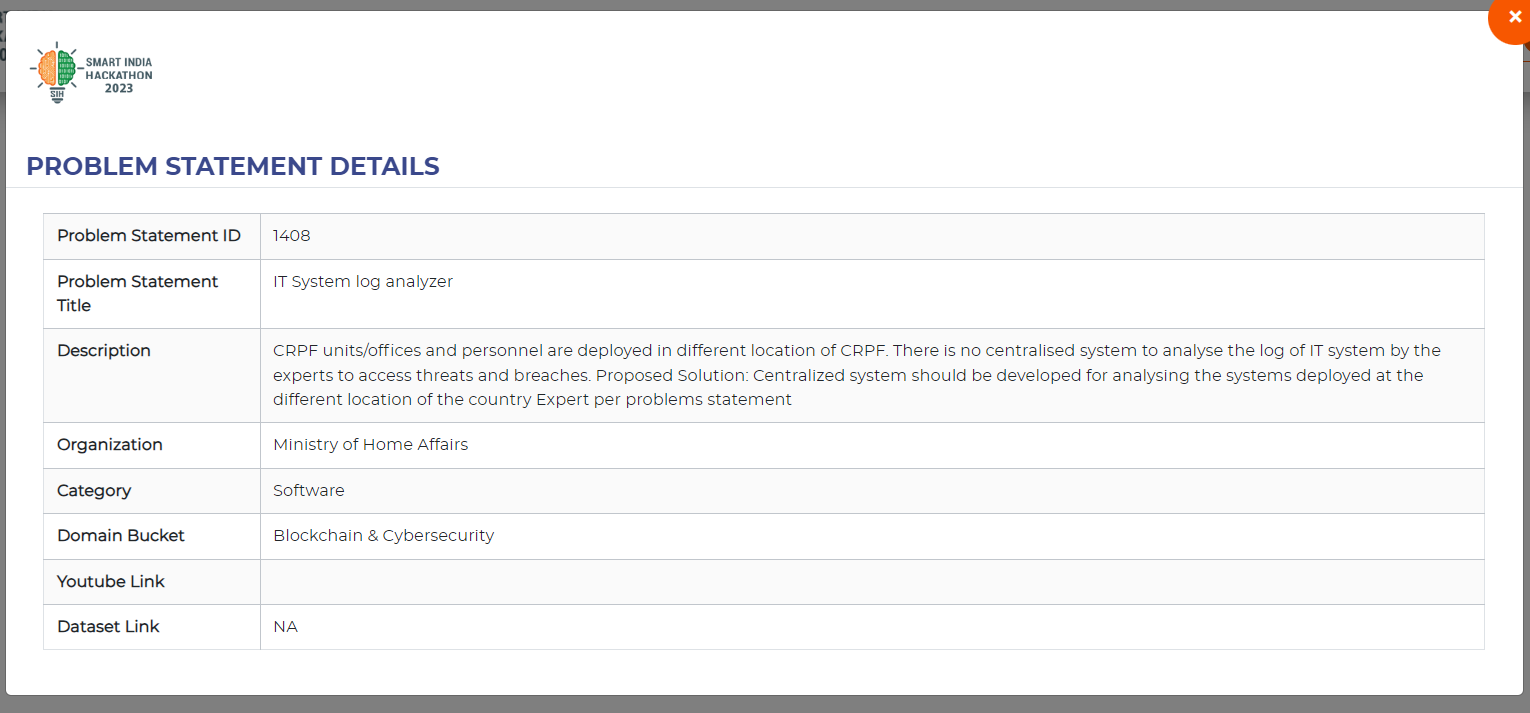 SMART INDIA
HACKATHON
2023
SIH
PROBLEM STATEMENT DETAILS
Problem Statement ID
1408
Problem Statement
Title
IT System log analyzer
Description
CRPF units/offices and personnel are deployed in different location of CRPF. There is no centralised system to analyse the log of IT system by the
experts to access threats and breaches. Proposed Solution: Centralized system should be developed for analysing the systems deployed at the
different location of the country Expert per problems statement
Organization
Ministry of Home Affairs
Category
Software
Domain Bucket
Blockchain & Cybersecurity
Youtube Link
Dataset Link
NA